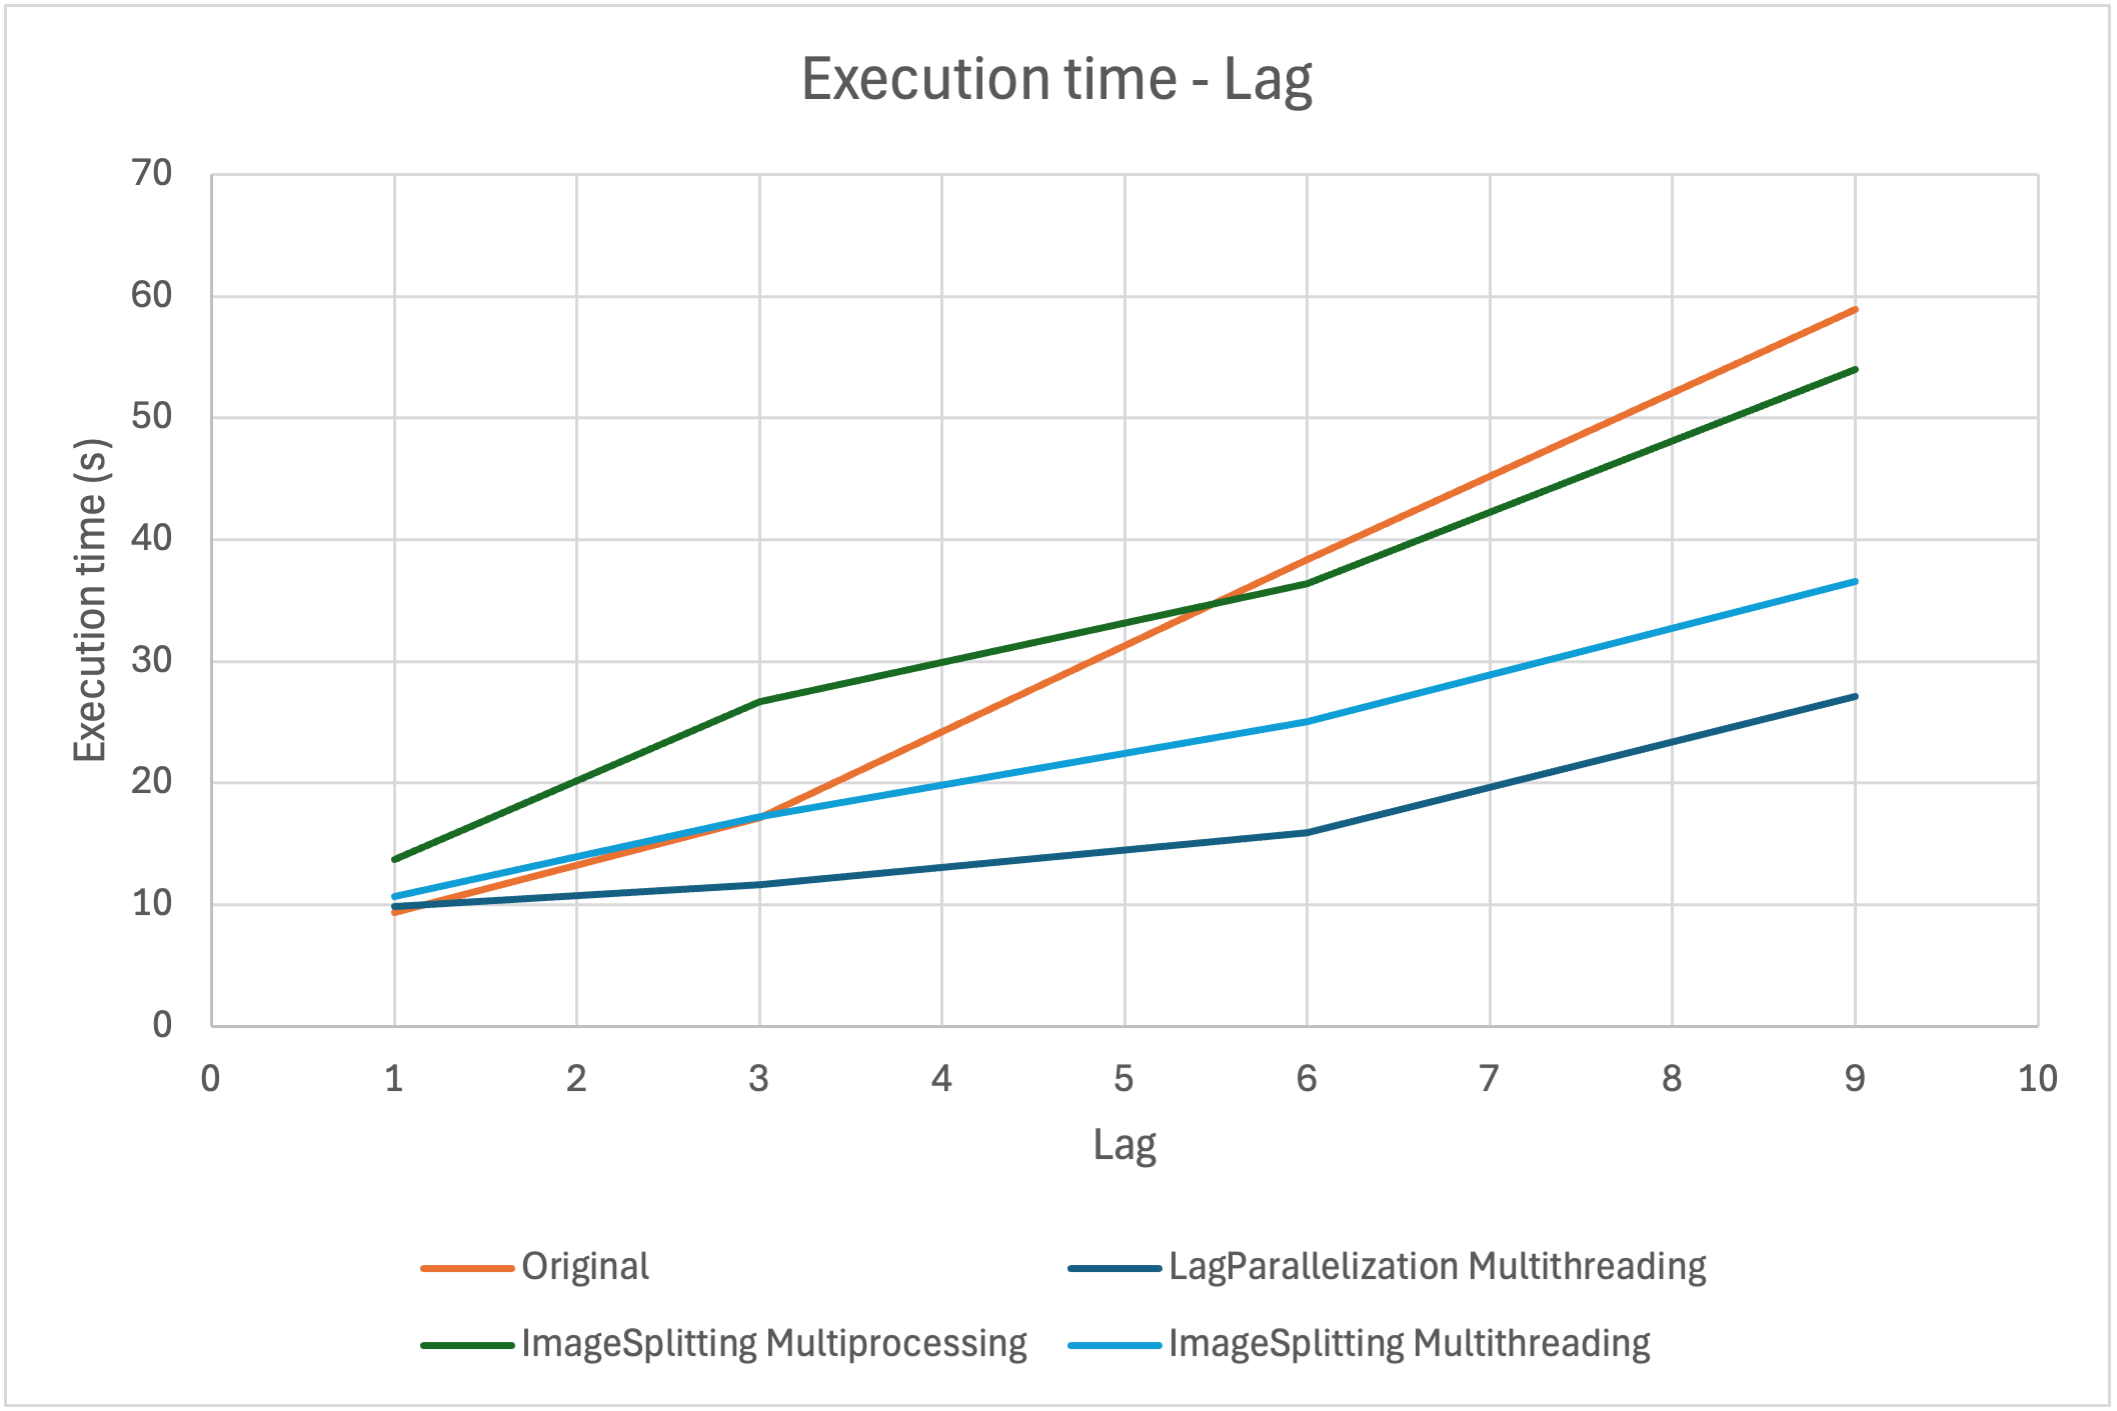 Execution time - Lag
70
60
50
40
30
20
10
0
Execution time (s)
0 1 2 3 4 5 6 7 8 9 10
Lag
Original LagParallelization Multithreading
ImageSplitting Multiprocessing ImageSplitting Multithreading